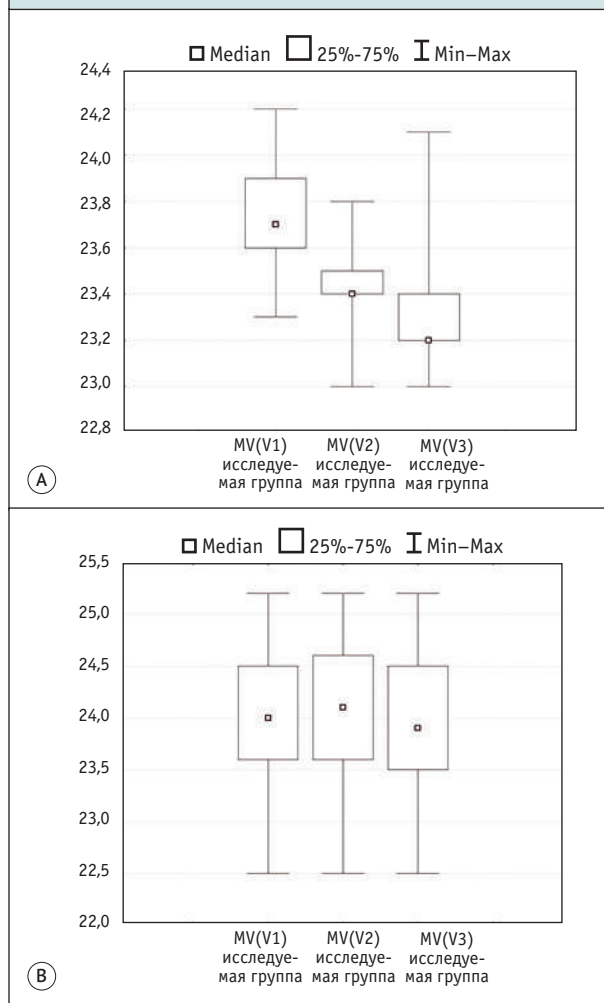 Median 25%-75% Min–Max
24,4
24,2
24,0
23,8
23,6
23,4
23,2
23,0
22,8
MV(V1) MV(V2) MV(V3)
исследуе- исследуе- исследуе-
мая группа мая группа мая группа
A
Median 25%-75% Min–Max
25,5
25,0
24,5
24,0
23,5
23,0
22,5
22,0
MV(V1) MV(V2) MV(V3)
исследуе- исследуе- исследуе-
мая группа мая группа мая группа
B